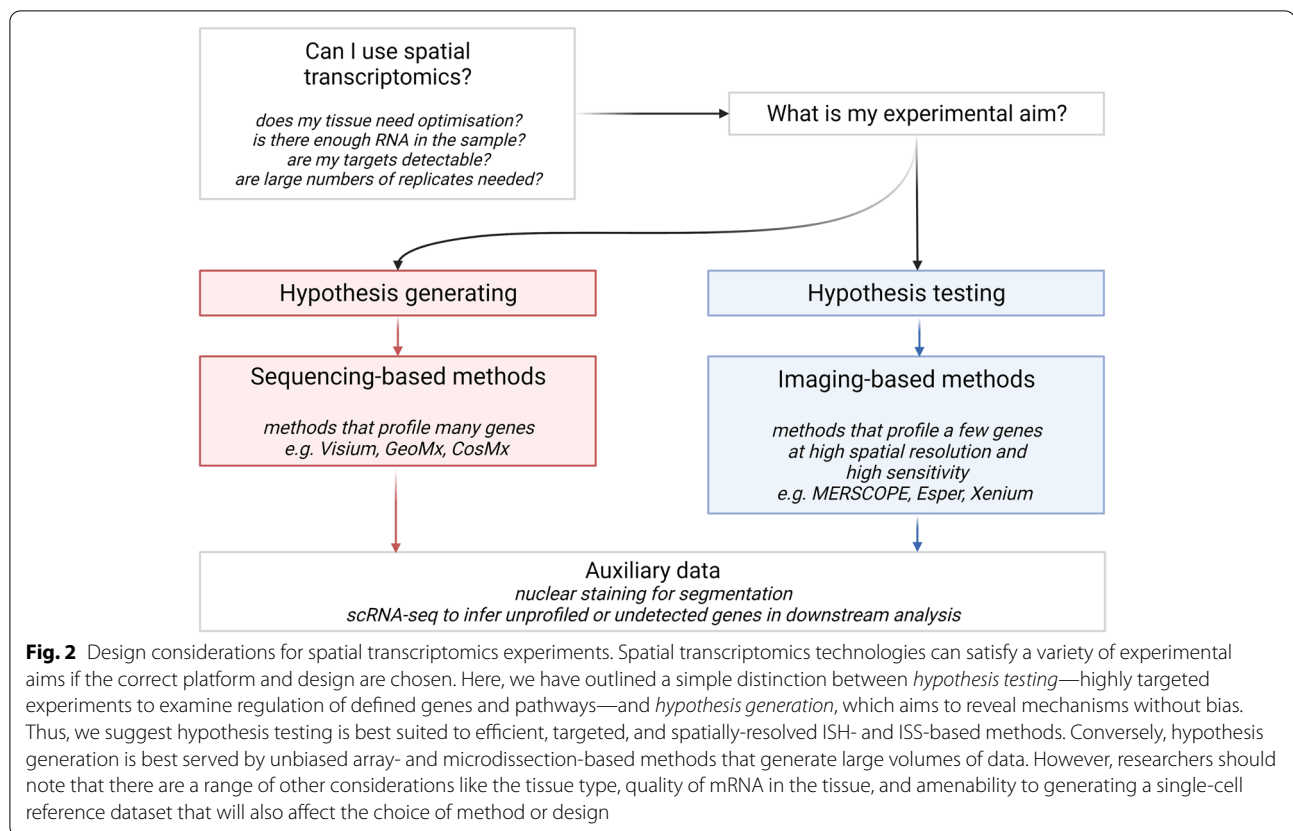 Can I use spatial
transcriptomics?
does my tissue need optimisation?
is there enough RNA in the sample?
are my targets detectable?
are large numbers of replicates needed?
What is my experimental aim?
Hypothesis generating
Hypothesis testing
Sequencing-based methods
methods that profile many genes
e.g. Visium, GeoMx, CosMx
Imaging-based methods
methods that profile a few genes
at high spatial resolution and
high sensitivity
e.g. MERSCOPE, Esper, Xenium
Auxiliary data
nuclear staining for segmentation
scRNA-seq to infer unprofiled or undetected genes in downstream analysis
Fig. 2 Design considerations for spatial transcriptomics experiments. Spatial transcriptomics technologies can satisfy a variety of experimental
aims if the correct platform and design are chosen. Here, we have outlined a simple distinction between hypothesis testing—highly targeted
experiments to examine regulation of defined genes and pathways—and hypothesis generation, which aims to reveal mechanisms without bias.
Thus, we suggest hypothesis testing is best suited to efficient, targeted, and spatially-resolved ISH- and ISS-based methods. Conversely, hypothesis
generation is best served by unbiased array- and microdissection-based methods that generate large volumes of data. However, researchers should
note that there are a range of other considerations like the tissue type, quality of mRNA in the tissue, and amenability to generating a single-cell
reference dataset that will also affect the choice of method or design